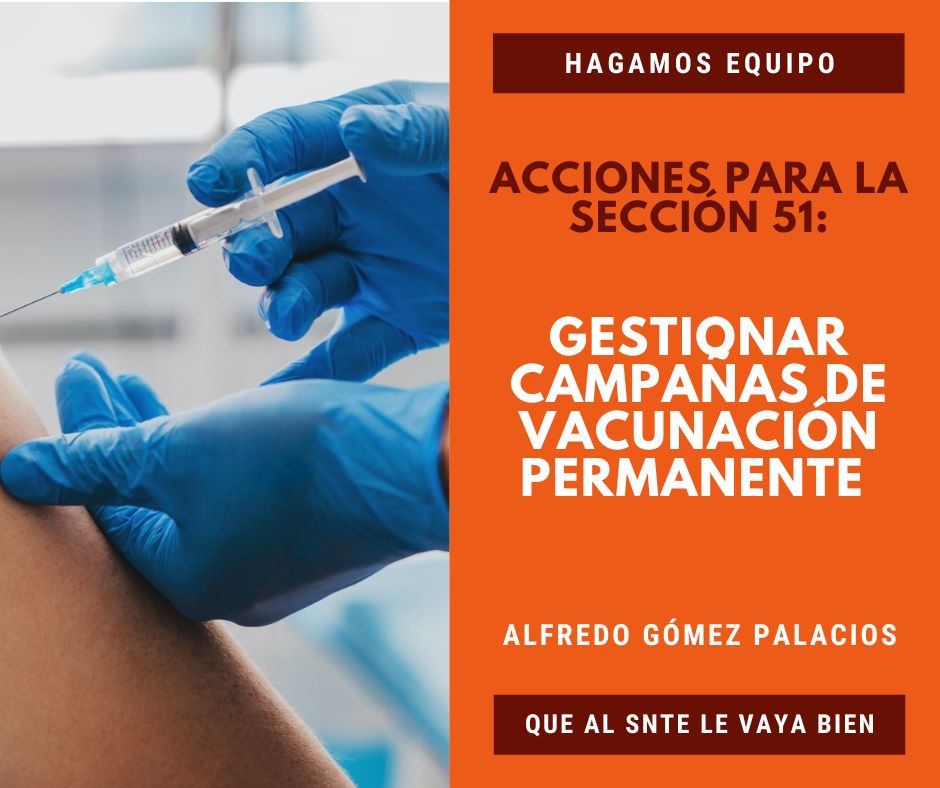 HAGAMOS EQUIPO
ACCIONES PARA LA
SECCIÓN 51:
GESTIONAR
CAMPAÑAS DE
VACUNACIÓN
PERMANENTE
ALFREDO GÓMEZ PALACIOS
QUE AL SNTE LE VAYA BIEN